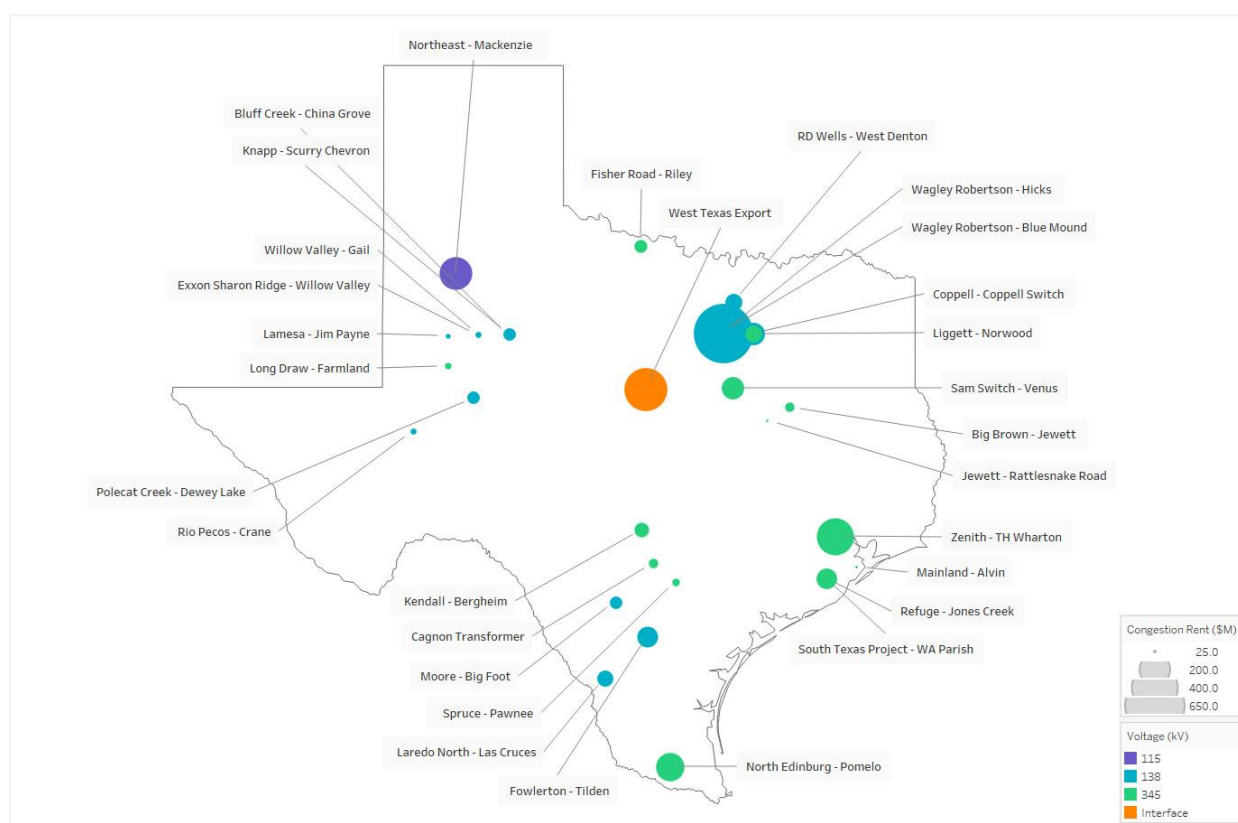 Northeast - Mackenzie
Bluff Creek - China Grove
Knapp - Scurry Chevron
RD Wells - West Denton
Fisher Road - Riley
Wagley Robertson - Hicks
West Texas Export
Wagley Robertson - Blue Mound
Willow Valley - Gail
Exxon Sharon Ridge - Willow Valley
Coppell - Coppell Switch
Lamesa - Jim Payne
Liggett - Norwood
Long Draw - Farmland
Sam Switch - Venus
Big Brown - Jewett
Jewett - Rattlesnake Road
Polecat Creek - Dewey Lake
Rio Pecos - Crane
Zenith - TH Wharton
Mainland - Alvin
Kendall - Bergheim
Refuge - Jones Creek
Cagnon Transformer
South Texas Project - WA Parish
Moore - Big Foot
Spruce - Pawnee
Laredo North - Las Cruces
North Edinburg - Pomelo
Fowlerton - Tilden
Congestion Rent ($M)
25.0
200.0
400.0
650.0
Voltage (kV)
115
138
345
Interface